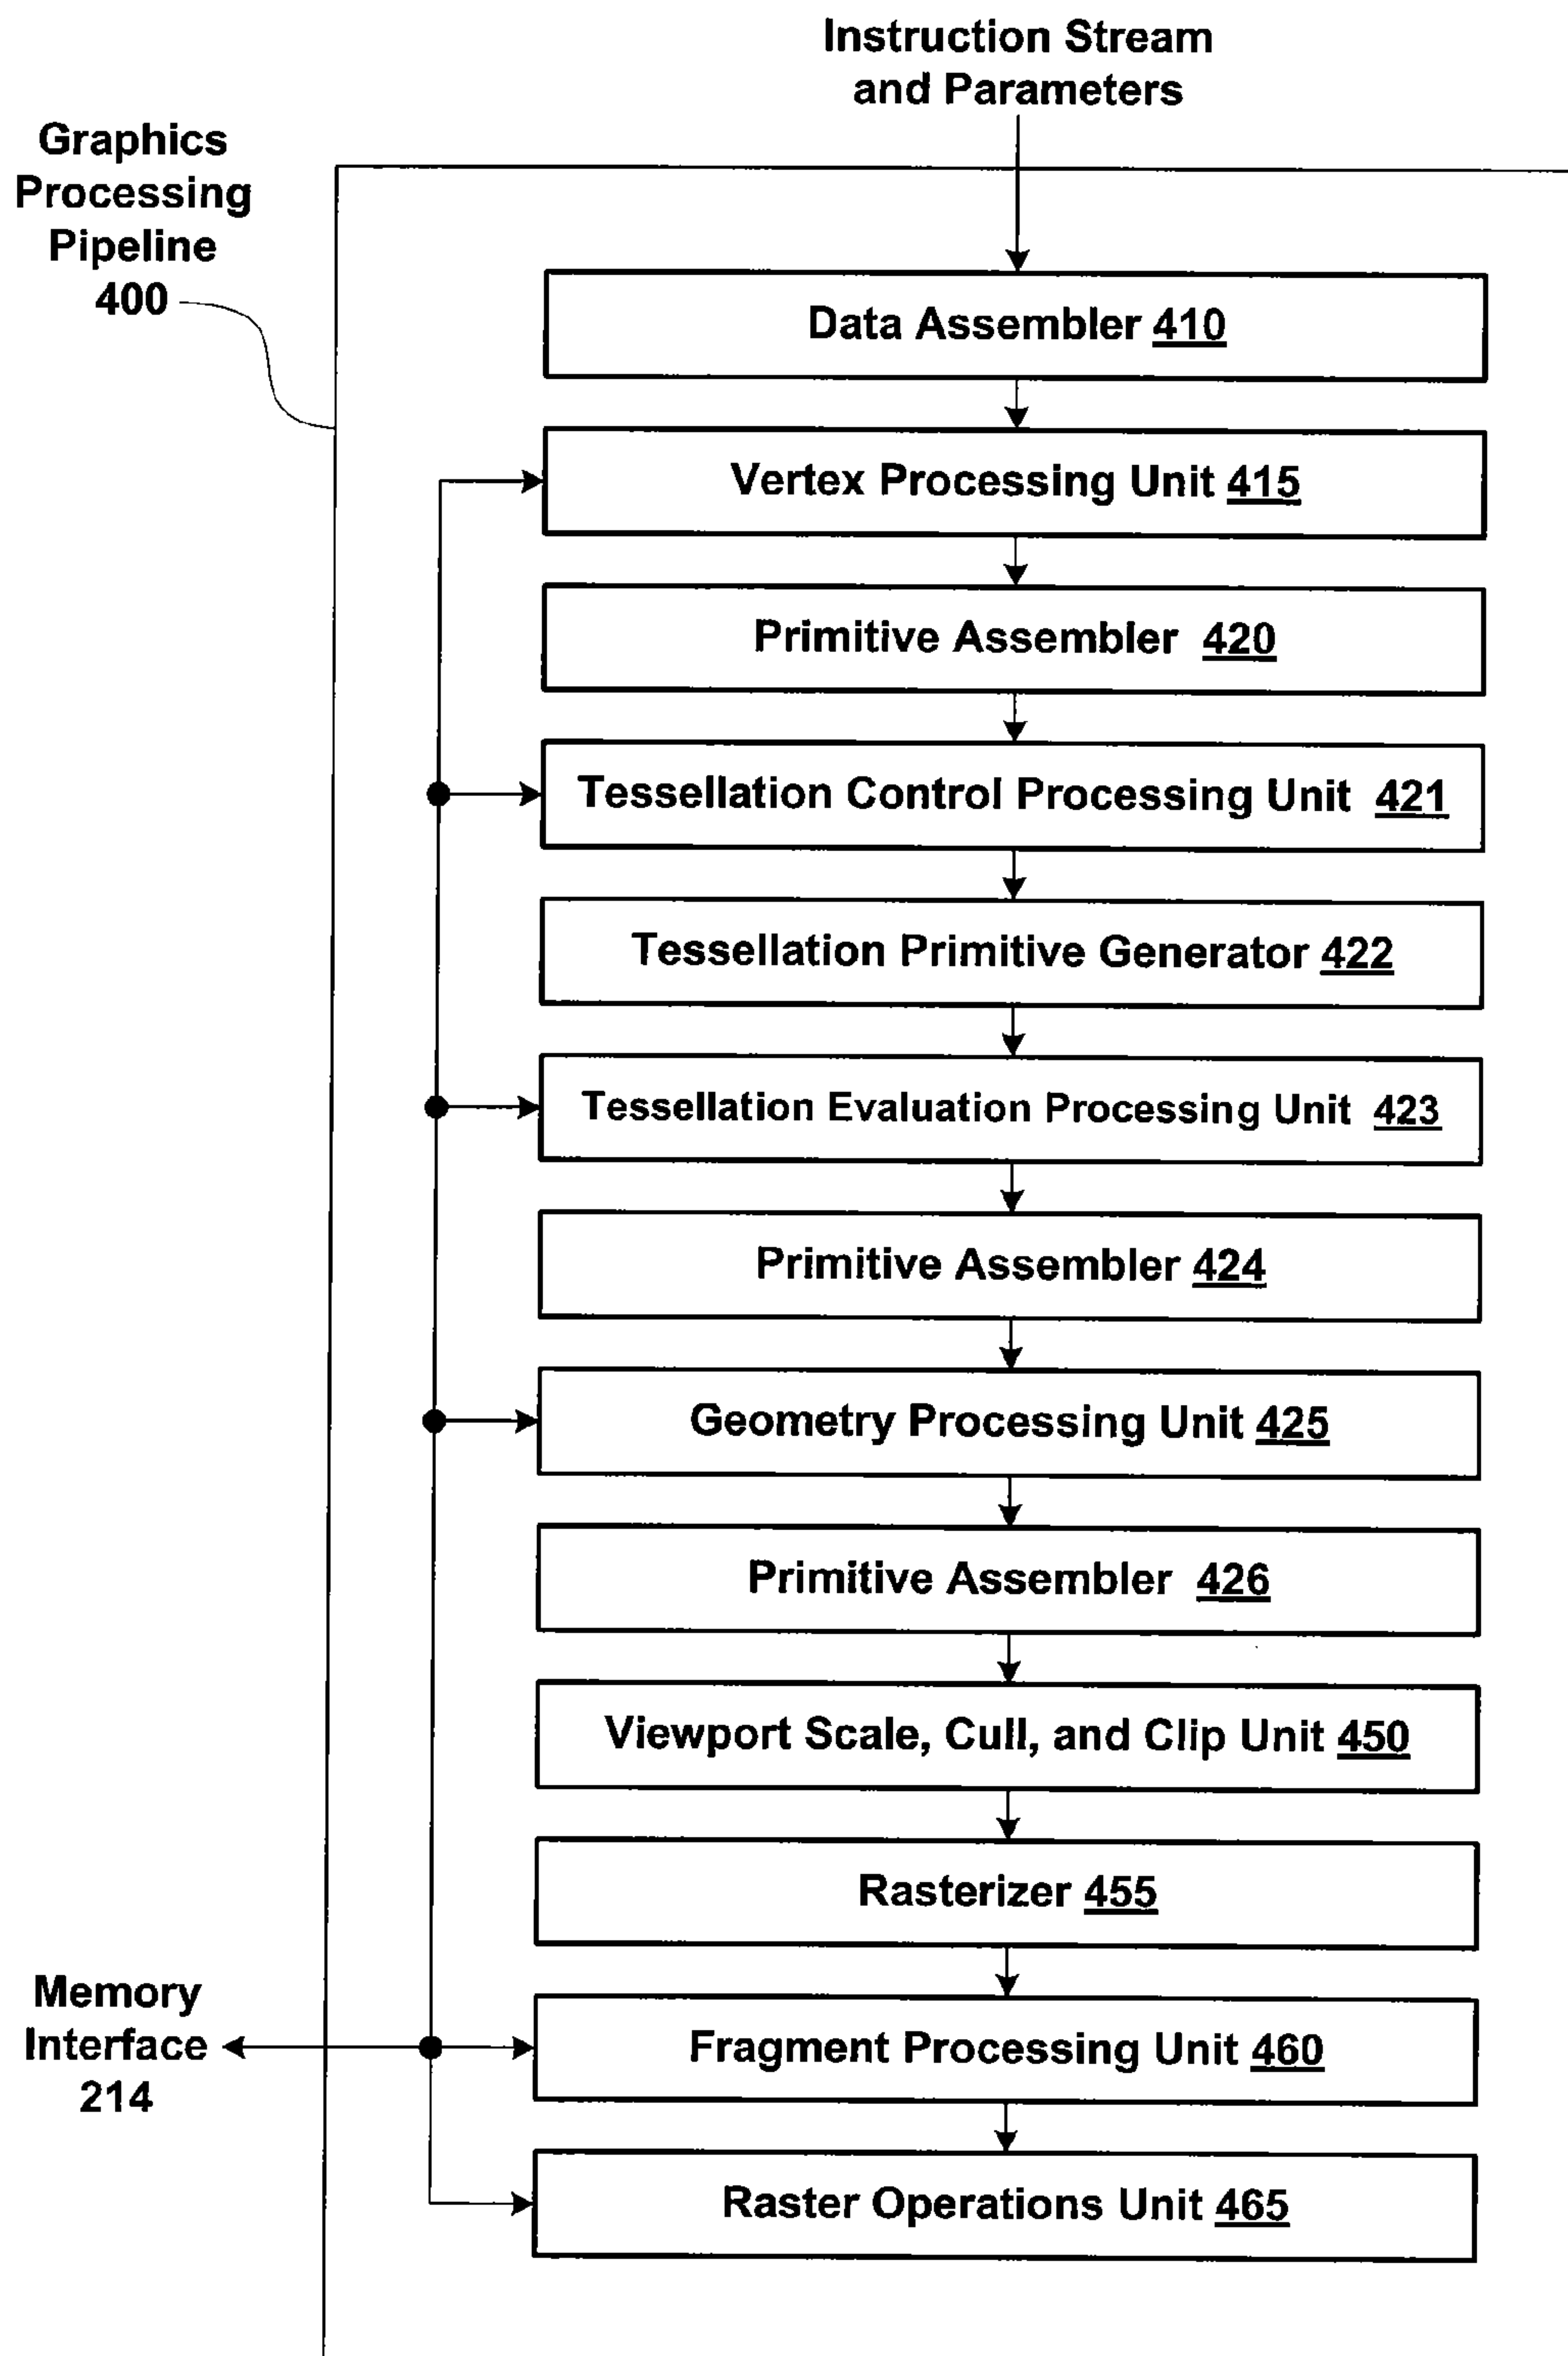 Instruction Stream
and Parameters
Graphics
Processing
Pipeline
400
Data Assembler 410
Vertex Processing Unit 415
Primitive Assembler 420
Tessellation Control Processing Unit 421
Tessellation Primitive Generator 422
Tessellation Evaluation Processing Unit 423
Primitive Assembler 424
Geometry Processing Unit 425
Primitive Assembler 426
Viewport Scale, Cull, and Clip Unit 450
Rasterizer 455
Memory
Interface
214
Fragment Processing Unit 460
Raster Operations Unit 465